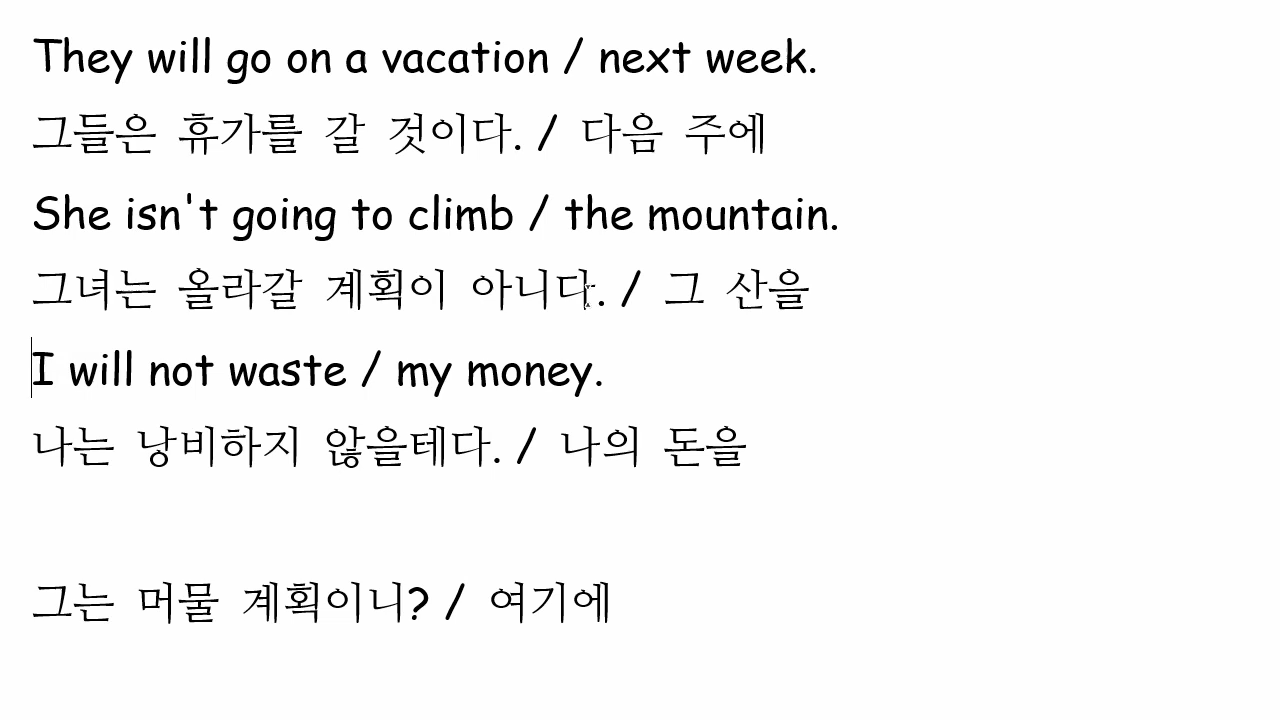 They will go on a vacation / next week.
그들은 휴가를 갈 것이다. / 다음 주에
She isn't going to climb / the mountain.
그녀는 올라갈 계획이 아니다. / 그 산을
I will not waste / my money.
나는 낭비하지 않을테다. / 나의 돈을
그는 머물 계획이니? / 여기에